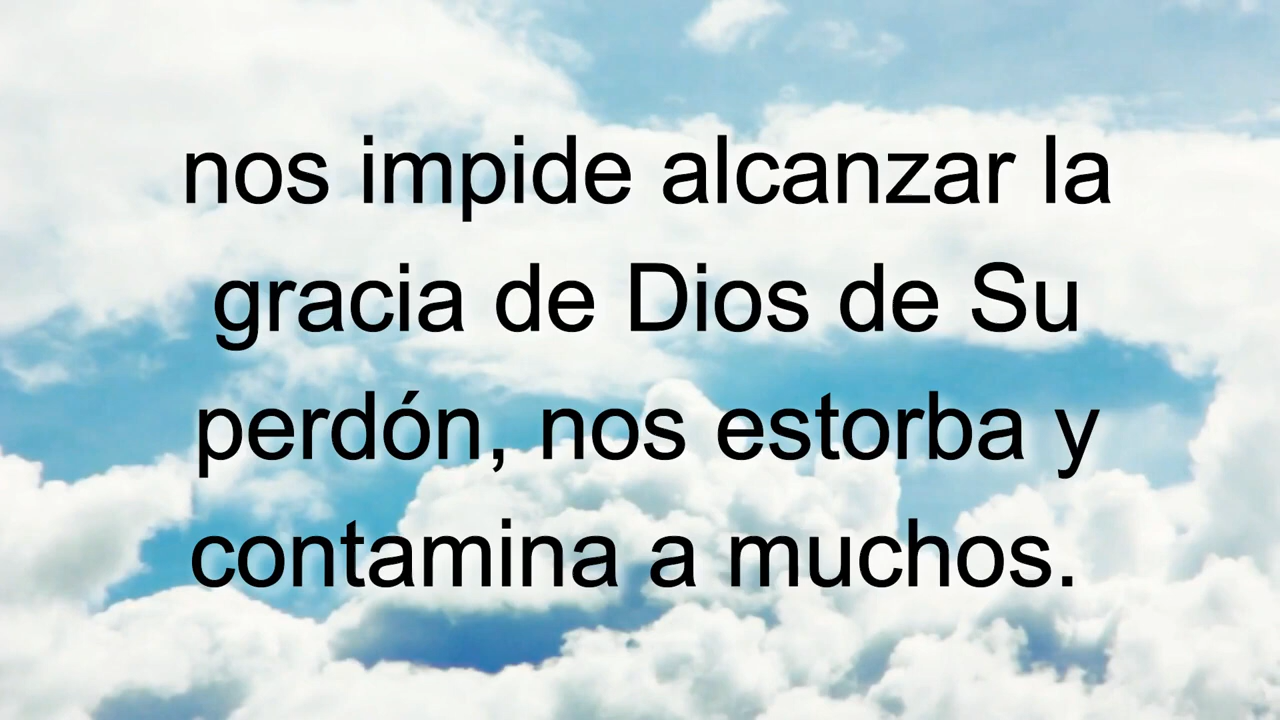 nos impide alcanzar la
gracia de Dios de Su
perdón, nos estorba y
contamina a muchos.